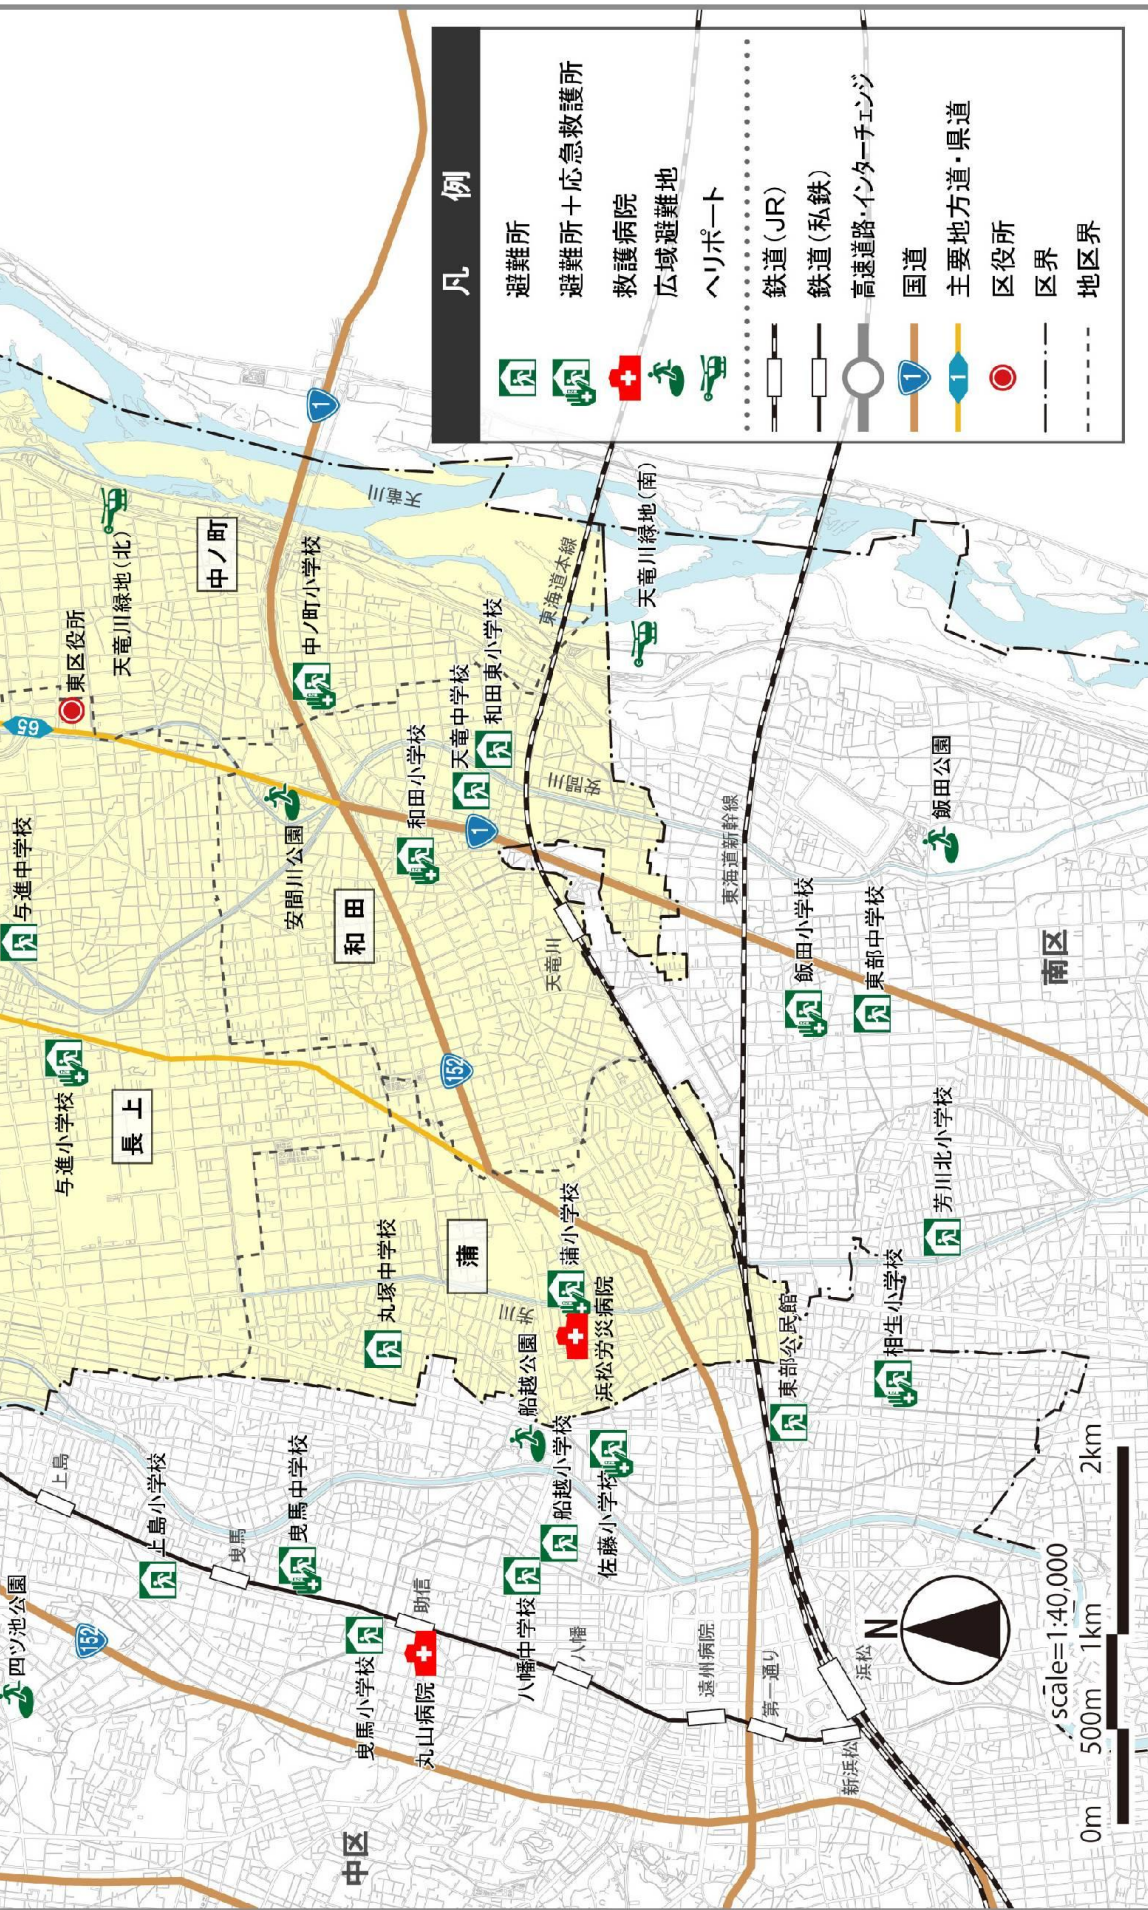 凡 例
避難所
避難所+応急救護所
救護病院
広域避難地
ヘリポート
鉄道(JR)
鉄道(私鉄)
高速道路・インターチェンジ
国道
1
主要地方道・県道
1
区役所
区界
地区界
四ツ池公園
152
上島
上島小学校
曳馬
曳馬中学校
曳馬小学校
助信
丸山病院
八幡中学校
八幡
船越小学校
船越公園
佐藤小学校
遠州病院
第一通り
新浜松
浜松
中区
与進中学校
与進小学校
長上
65
東区役所
天竜川緑地(北)
中ノ町
中ノ町小学校
1
天竜川
安間川公園
和田
和田小学校
天竜中学校
和田東小学校
1
152
東海道本線
安間川
天竜川
天竜川緑地(南)
丸塚中学校
蒲
蒲小学校
浜松労災病院
東海道新幹線
飯田公園
飯田小学校
東部中学校
南区
芳川北小学校
相生小学校
東部公民館
N
scale=1:40,000
0m 500m 1km 2km